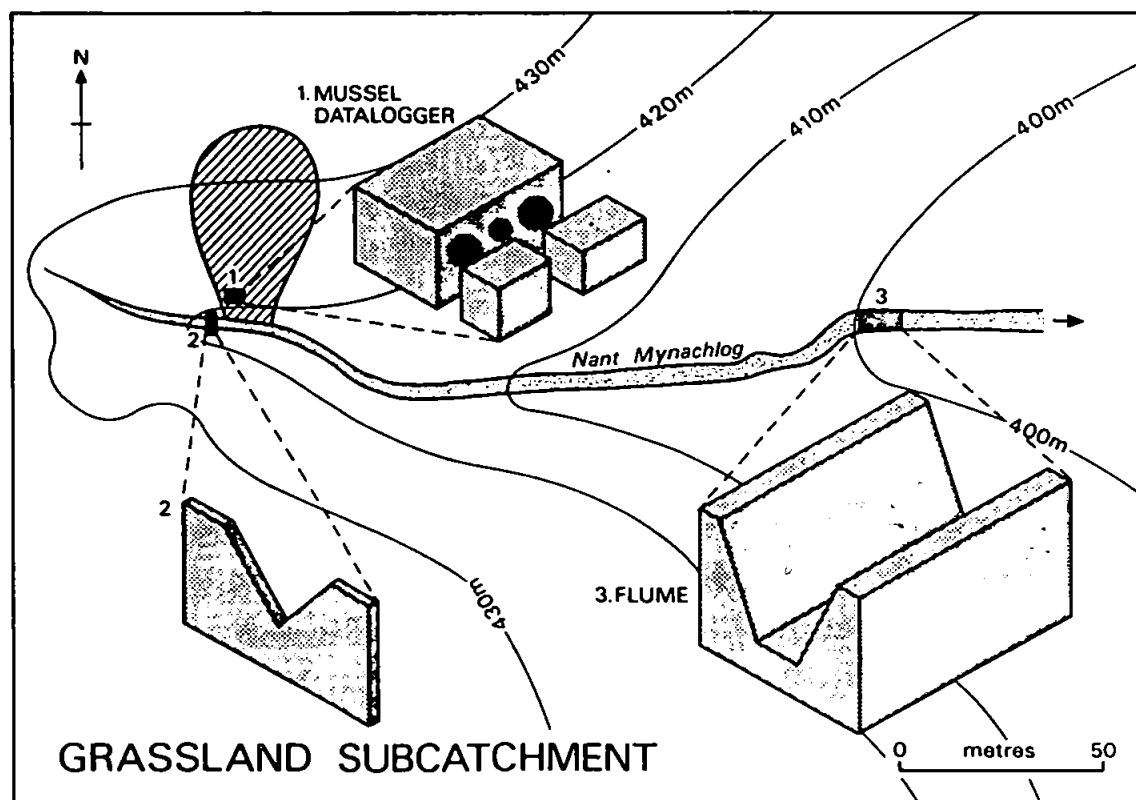 N
1. MUSSEL
DATALOGGER
430m
420m
410m
400m
1
2
3
Nant Mynachlog
400m
2
3. FLUME
430m
GRASSLAND SUBCATCHMENT
0 metres 50